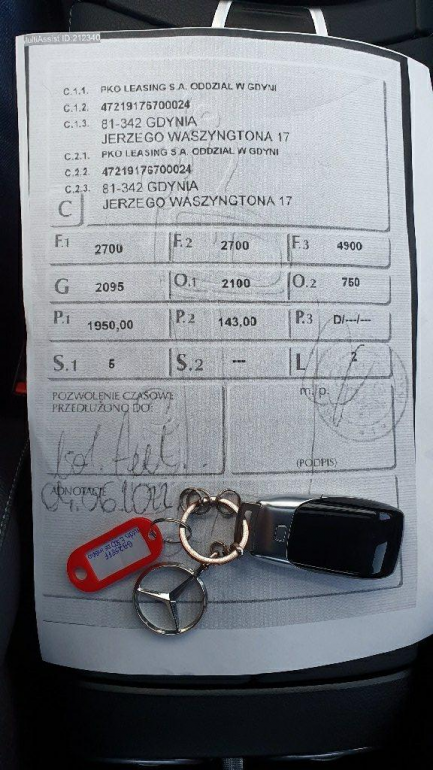 MultiAssist ID:212340
C.1.1. PKO LEASING S.A. ODDZIAL W GDYNI
C.1.2. 47219176700024
C.1.3. 81-342 GDYNIA
JERZEGO WASZYNGTONA 17
C.2.1. PKO LEASING S.A. ODDZIAL W GDYNI
C.2.2 47219176700024
C.2.3. 81-342 GDYNIA
C JERZEGO WASZYNGTONA 17
F.1 2700 F.2 2700 F.3 4900
G 2095 O.1 2100 O.2 750
P.1 1950,00 P.2 143,00 P.3 D/---/---
S.1 5 S.2 --- L 2
POZWOLENIE CZASOWE
PRZEDŁUŻONO DO:
m. p.
(PODPIS)
ADNOTACJE